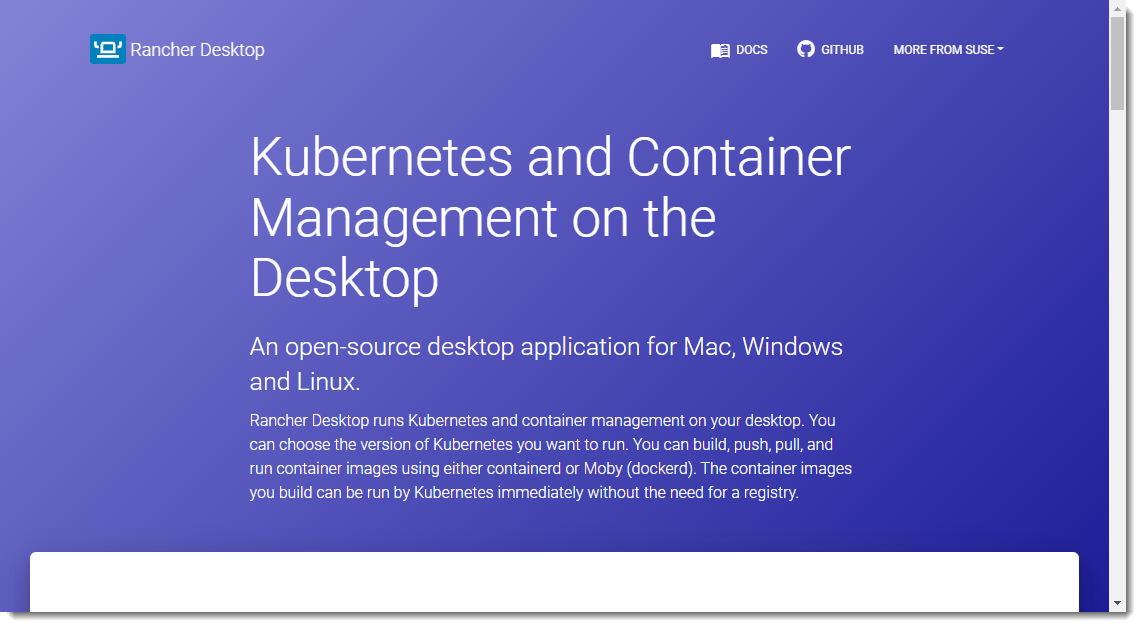 Rancher Desktop
DOCS
GITHUB
MORE FROM SUSE
Kubernetes and Container
Management on the
Desktop
An open-source desktop application for Mac, Windows
and Linux.
Rancher Desktop runs Kubernetes and container management on your desktop. You
can choose the version of Kubernetes you want to run. You can build, push, pull, and
run container images using either containerd or Moby (dockerd). The container images
you build can be run by Kubernetes immediately without the need for a registry.